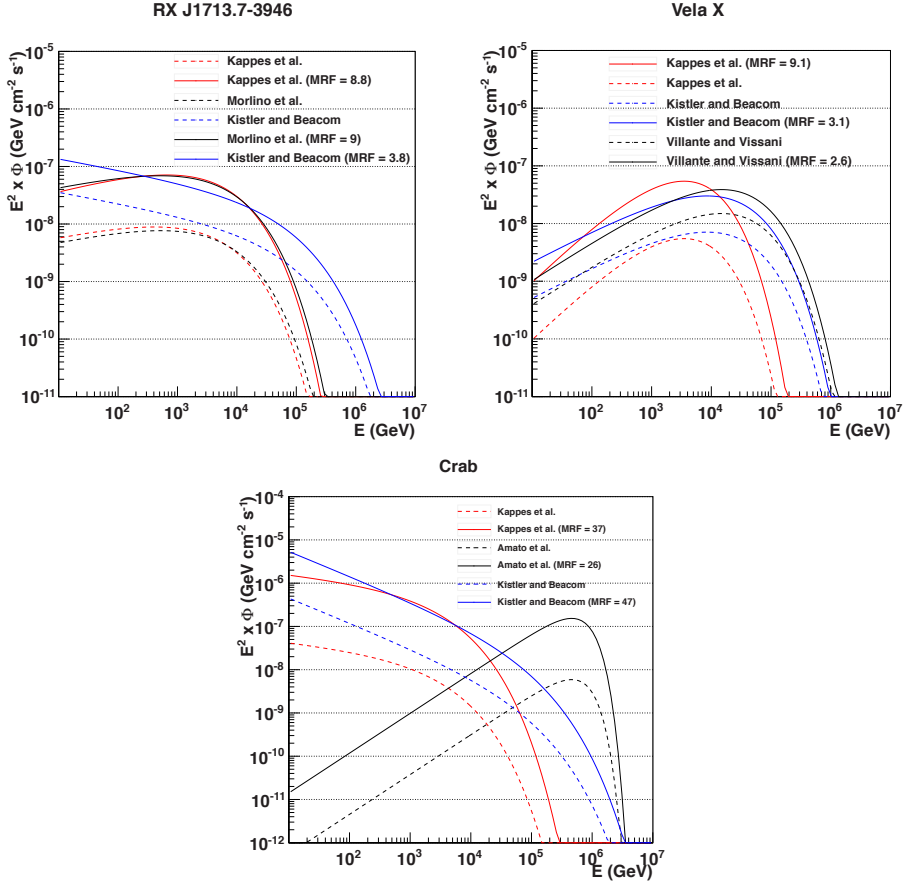 RX J1713.7-3946
E² x Φ (GeV cm⁻² s⁻¹)
10⁻⁵
10⁻⁶
10⁻⁷
10⁻⁸
10⁻⁹
10⁻¹⁰
10⁻¹¹
Kappes et al.
Kappes et al. (MRF = 8.8)
Morlino et al.
Kistler and Beacom
Morlino et al. (MRF = 9)
Kistler and Beacom (MRF = 3.8)
10² 10³ 10⁴ 10⁵ 10⁶ 10⁷
E (GeV)
Vela X
E² x Φ (GeV cm⁻² s⁻¹)
10⁻⁵
10⁻⁶
10⁻⁷
10⁻⁸
10⁻⁹
10⁻¹⁰
10⁻¹¹
Kappes et al. (MRF = 9.1)
Kappes et al.
Kistler and Beacom
Kistler and Beacom (MRF = 3.1)
Villante and Vissani
Villante and Vissani (MRF = 2.6)
10² 10³ 10⁴ 10⁵ 10⁶ 10⁷
E (GeV)
Crab
E² x Φ (GeV cm⁻² s⁻¹)
10⁻⁴
10⁻⁵
10⁻⁶
10⁻⁷
10⁻⁸
10⁻⁹
10⁻¹⁰
10⁻¹¹
10⁻¹²
Kappes et al.
Kappes et al. (MRF = 37)
Amato et al.
Amato et al. (MRF = 26)
Kistler and Beacom
Kistler and Beacom (MRF = 47)
10² 10³ 10⁴ 10⁵ 10⁶ 10⁷
E (GeV)